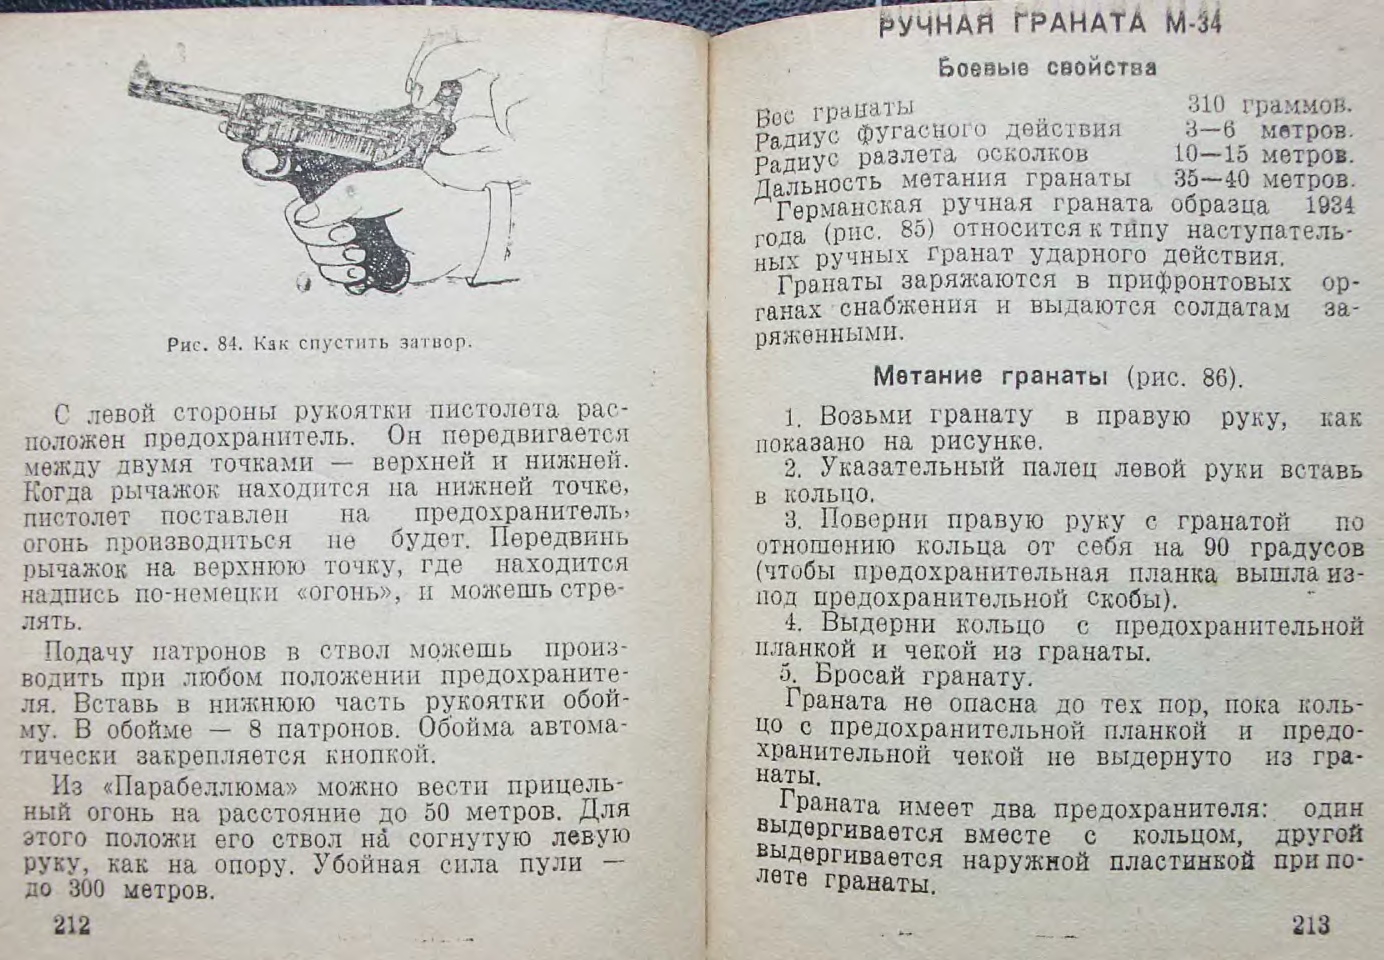 Рис. 84. Как спустить затвор.
С левой стороны рукоятки пистолета рас-
положен предохранитель. Он передвигается
между двумя точками — верхней и нижней.
Когда рычажок находится на нижней точке,
пистолет поставлен на предохранитель,
огонь производиться не будет. Передвинь
рычажок на верхнюю точку, где находится
надпись по-немецки «огонь», и можешь стре-
лять.
Подачу патронов в ствол можешь произ-
водить при любом положении предохраните-
ля. Вставь в нижнюю часть рукоятки обой-
му. В обойме — 8 патронов. Обойма автома-
тически закрепляется кнопкой.
Из «Парабеллюма» можно вести прицель-
ный огонь на расстояние до 50 метров. Для
этого положи его ствол на согнутую левую
руку, как на опору. Убойная сила пули —
до 300 метров.
212
РУЧНАЯ ГРАНАТА М-34
Боевые свойства
Вес гранаты 310 граммов.
Радиус фугасного действия 3—6 метров.
Радиус разлета осколков 10—15 метров.
Дальность метания гранаты 35—40 метров.
Германская ручная граната образца 1934
года (рис. 85) относится к типу наступатель-
ных ручных гранат ударного действия.
Гранаты заряжаются в прифронтовых ор-
ганах снабжения и выдаются солдатам за-
ряженными.
Метание гранаты (рис. 86).
1. Возьми гранату в правую руку, как
показано на рисунке.
2. Указательный палец левой руки вставь
в кольцо.
3. Поверни правую руку с гранатой по
отношению кольца от себя на 90 градусов
(чтобы предохранительная планка вышла из-
под предохранительной скобы).
4. Выдерни кольцо с предохранительной
планкой и чекой из гранаты.
5. Бросай гранату.
Граната не опасна до тех пор, пока коль-
цо с предохранительной планкой и предо-
хранительной чекой не выдернуто из гра-
наты.
Граната имеет два предохранителя: один
выдергивается вместе с кольцом, другой
выдергивается наружной пластинкой при по-
лете гранаты.
213